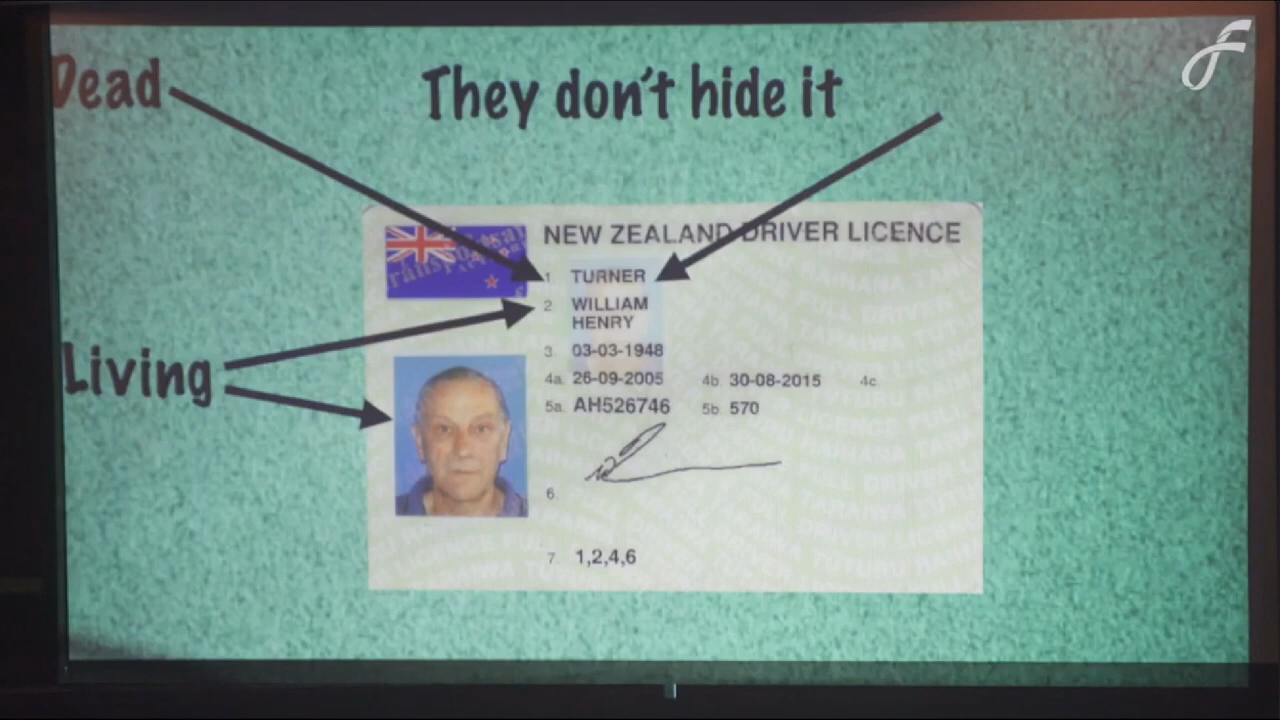 Dead
They don't hide it
NEW ZEALAND DRIVER LICENCE
1. TURNER
2. WILLIAM
HENRY
3. 03-03-1948
4a. 26-09-2005 4b. 30-08-2015 4c.
Living
5a. AH526746 5b. 570
6.
7. 1,2,4,6